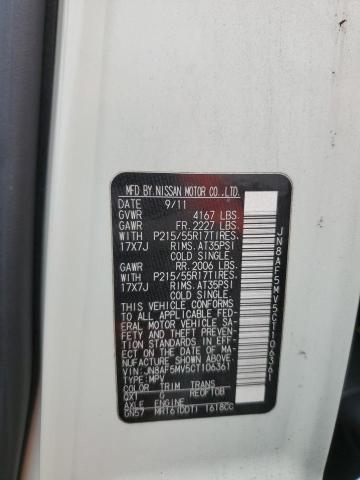 MFD BY NISSAN MOTOR CO.,LTD.
DATE 9/11
GVWR 4167 LBS.
GAWR FR. 2227 LBS.
WITH P215/55R17TIRES.
17X7J RIMS.AT35PSI
COLD SINGLE.
GAWR RR. 2006 LBS.
WITH P215/55R17TIRES.
17X7J RIMS.AT35PSI
COLD SINGLE.
THIS VEHICLE CONFORMS
TO ALL APPLICABLE FED-
ERAL MOTOR VEHICLE SA-
FETY AND THEFT PREVEN-
TION STANDARDS IN EFF-
ECT ON THE DATE OF MA-
NUFACTURE SHOWN ABOVE.
VIN:JN8AF5MV5CT106361
TYPE:MPV
COLOR TRIM TRANS
QX1 G RE0F10B
AXLE ENGINE
GN57 MR16(DDT) 1618CC
JN8AF5MV5CT106361